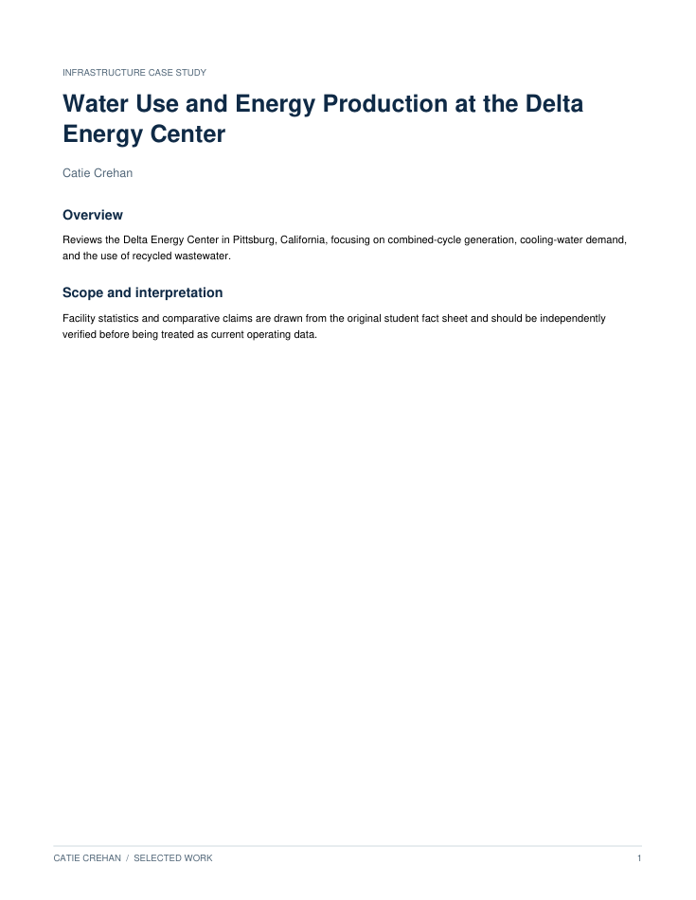 INFRASTRUCTURE CASE STUDY
Water Use and Energy Production at the Delta
Energy Center
Catie Crehan
Overview
Reviews the Delta Energy Center in Pittsburg, California, focusing on combined-cycle generation, cooling-water demand,
and the use of recycled wastewater.
Scope and interpretation
Facility statistics and comparative claims are drawn from the original student fact sheet and should be independently
verified before being treated as current operating data.
CATIE CREHAN / SELECTED WORK
1